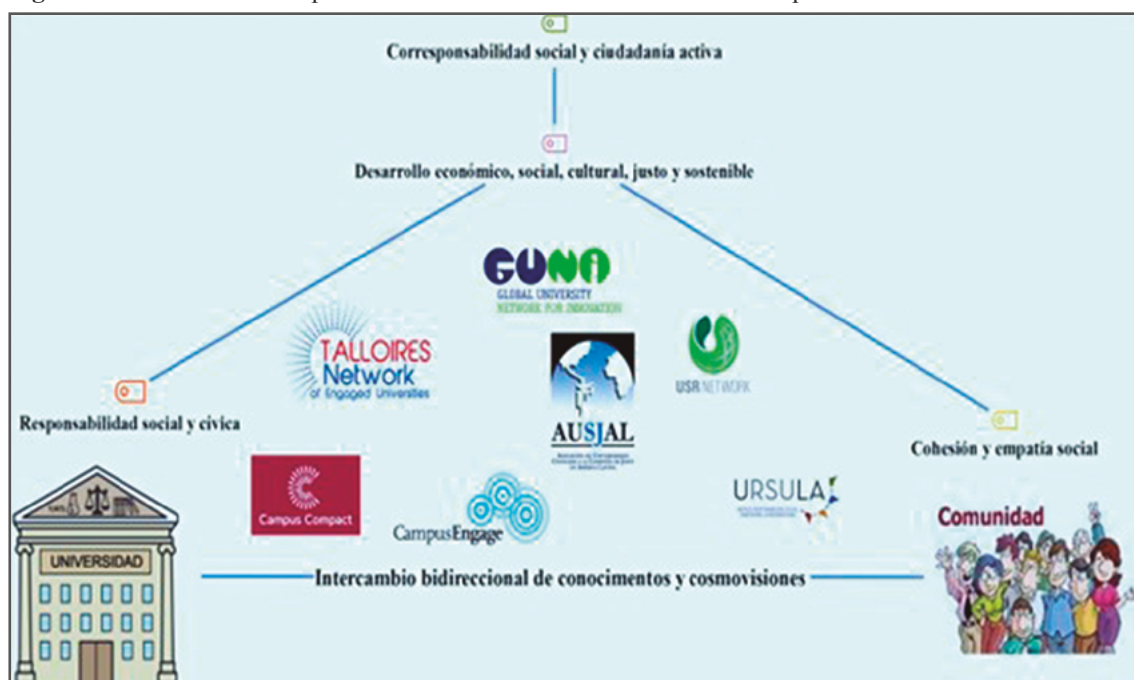 Corresponsabilidad social y ciudadanía activa
Desarrollo económico, social, cultural, justo y sostenible
GUNi
GLOBAL UNIVERSITY
NETWORK FOR INNOVATION
TALLOIRES
Network
of Engaged Universities
USR NETWORK
AUSJAL
Responsabilidad social y cívica
Cohesión y empatía social
Campus Compact
CampusEngage
URSULA
Comunidad
UNIVERSIDAD
Intercambio bidireccional de conocimentos y cosmovisiones